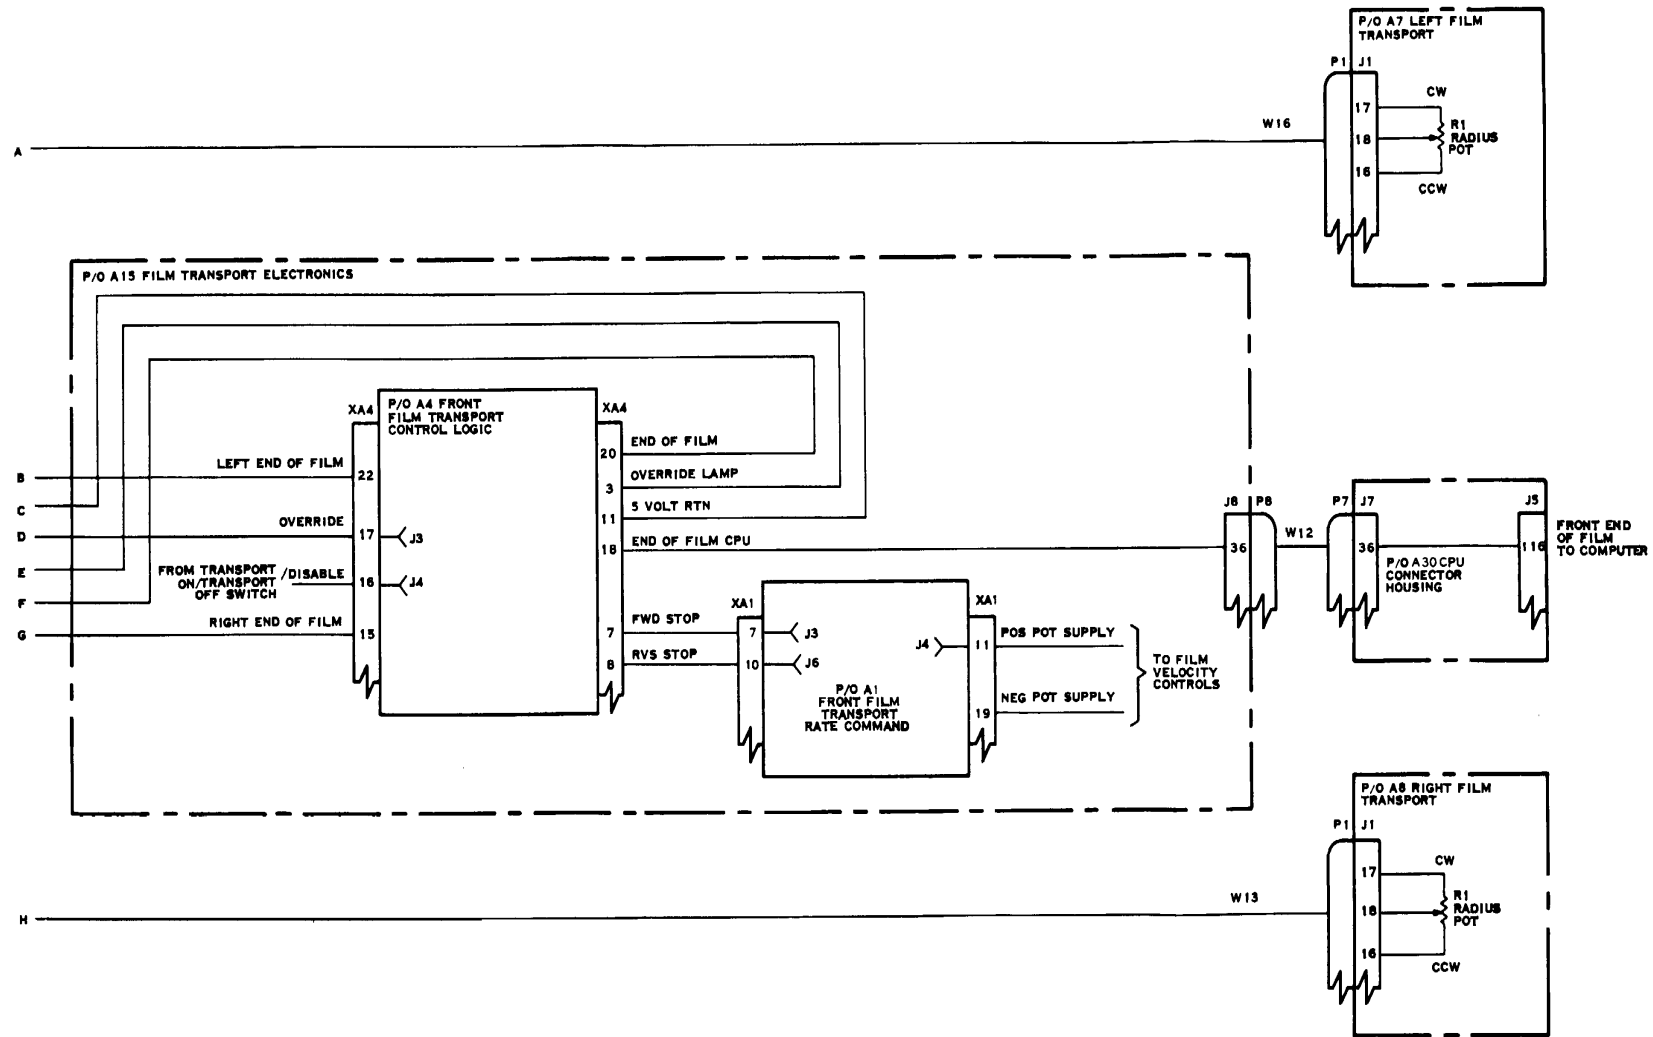 P/O A7 LEFT FILM
TRANSPORT
P1 J1
17
CW
W16
18
R1
RADIUS
POT
16
CCW
A
P/O A15 FILM TRANSPORT ELECTRONICS
XA4
P/O A4 FRONT
FILM TRANSPORT
CONTROL LOGIC
XA4
20
END OF FILM
B
LEFT END OF FILM
22
3
OVERRIDE LAMP
C
11
5 VOLT RTN
D
OVERRIDE
17
J3
18
END OF FILM CPU
E
FROM TRANSPORT
ON/TRANSPORT
OFF SWITCH
/DISABLE
16
J4
F
G
RIGHT END OF FILM
15
7
FWD STOP
8
RVS STOP
XA1
7
J3
10
J6
P/O A1
FRONT FILM
TRANSPORT
RATE COMMAND
XA1
J4
11
POS POT SUPPLY
19
NEG POT SUPPLY
TO FILM
VELOCITY
CONTROLS
J8 P8
36
W12
P7 J7
36
P/O A30 CPU
CONNECTOR
HOUSING
J5
116
FRONT END
OF FILM
TO COMPUTER
P/O A8 RIGHT FILM
TRANSPORT
P1 J1
17
CW
H
W13
18
R1
RADIUS
POT
16
CCW